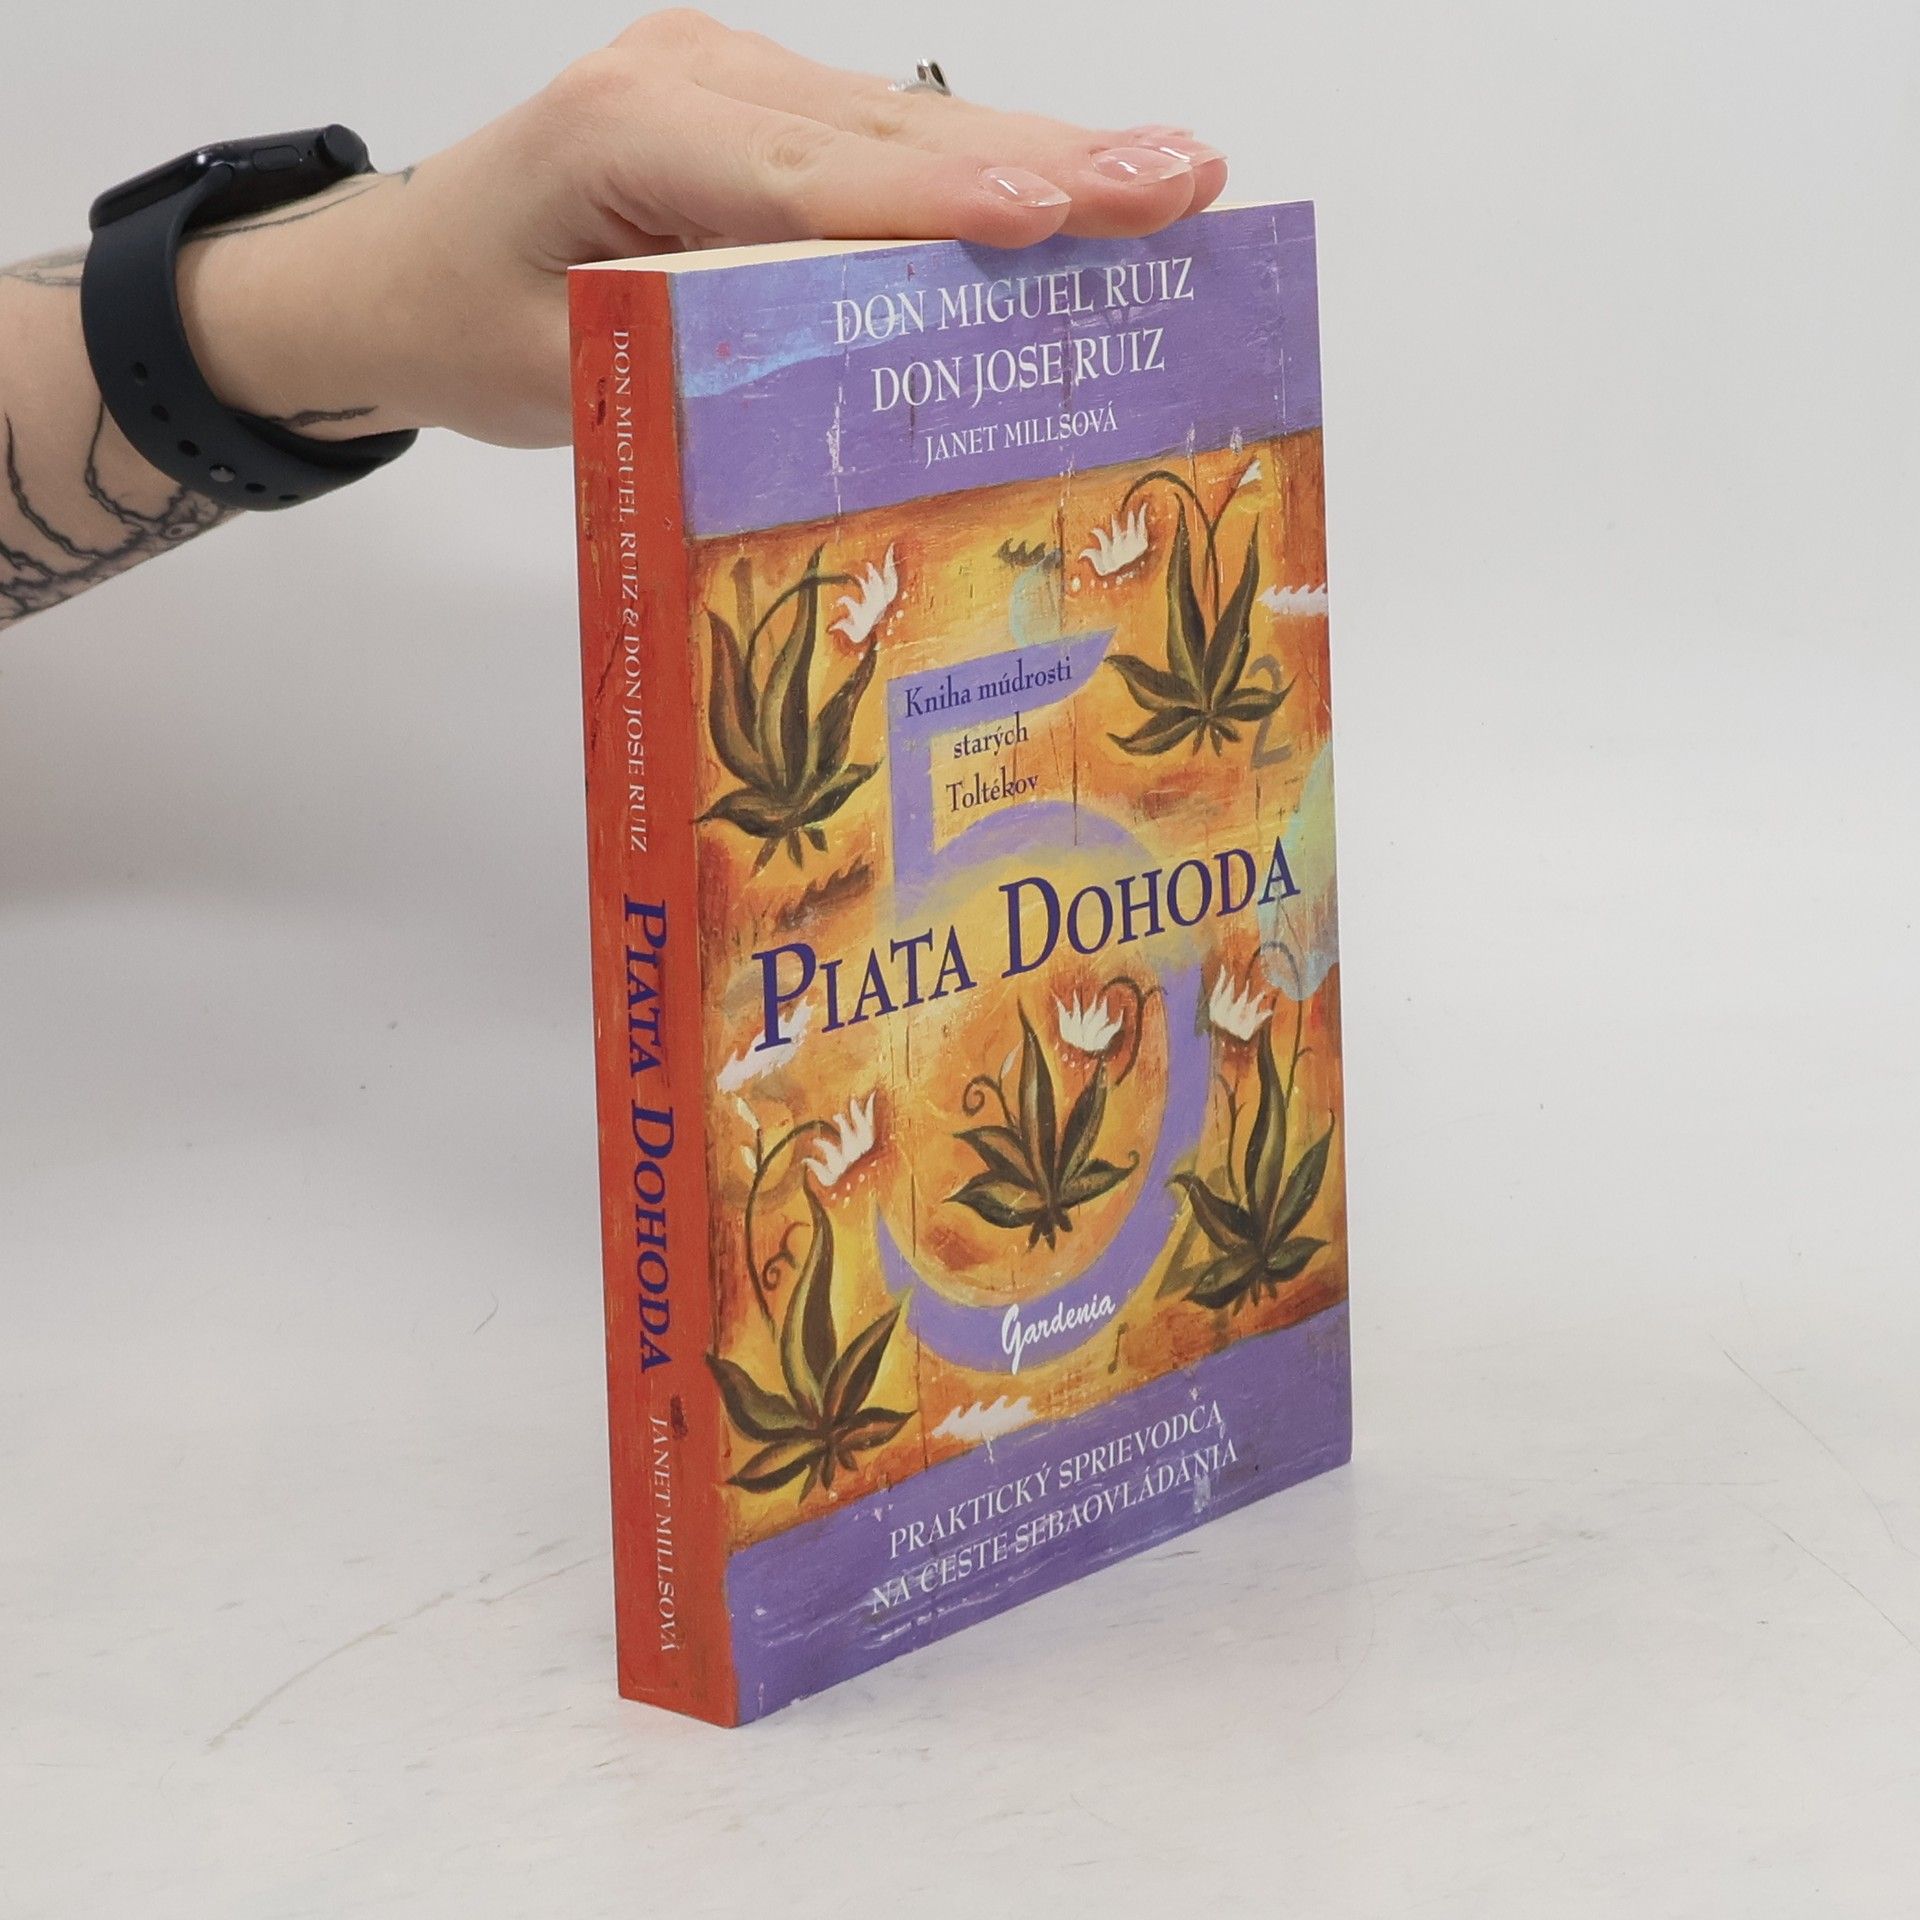 DON MIGUEL RUIZ
DON JOSE RUIZ
JANET MILLSOVÁ
Kniha múdrosti
starých
Toltékov
PIATA DOHODA
Gardenia
PRAKTICKÝ SPRIEVODCA
NA CESTE SEBAOVLÁDANIA
DON MIGUEL RUIZ & DON JOSE RUIZ PIATA DOHODA JANET MILLSOVÁ